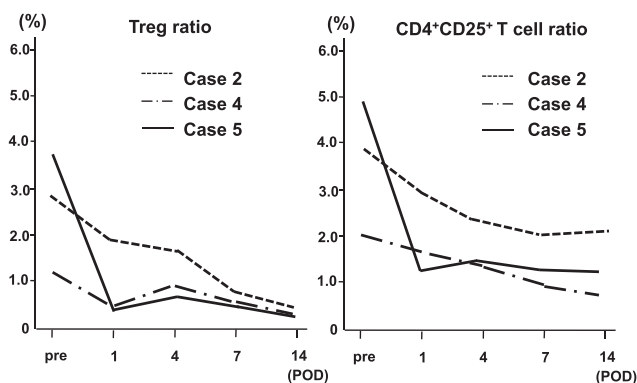 (%)
Treg ratio
6.0
5.0
4.0
3.0
2.0
1.0
0
Case 2
Case 4
Case 5
pre 1 4 7 14
(POD)
(%)
CD4⁺CD25⁺ T cell ratio
6.0
5.0
4.0
3.0
2.0
1.0
0
Case 2
Case 4
Case 5
pre 1 4 7 14
(POD)